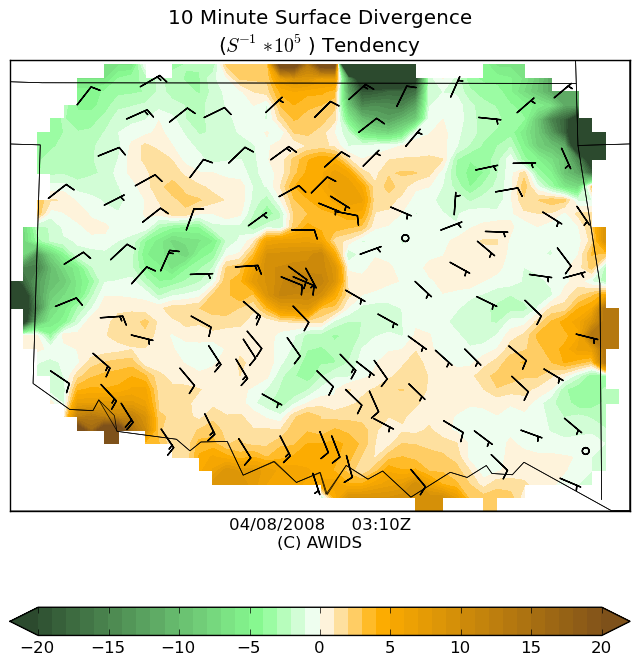 10 Minute Surface Divergence
(S⁻¹ *10⁵ ) Tendency
04/08/2008 03:10Z
(C) AWIDS
−20 −15 −10 −5 0 5 10 15 20